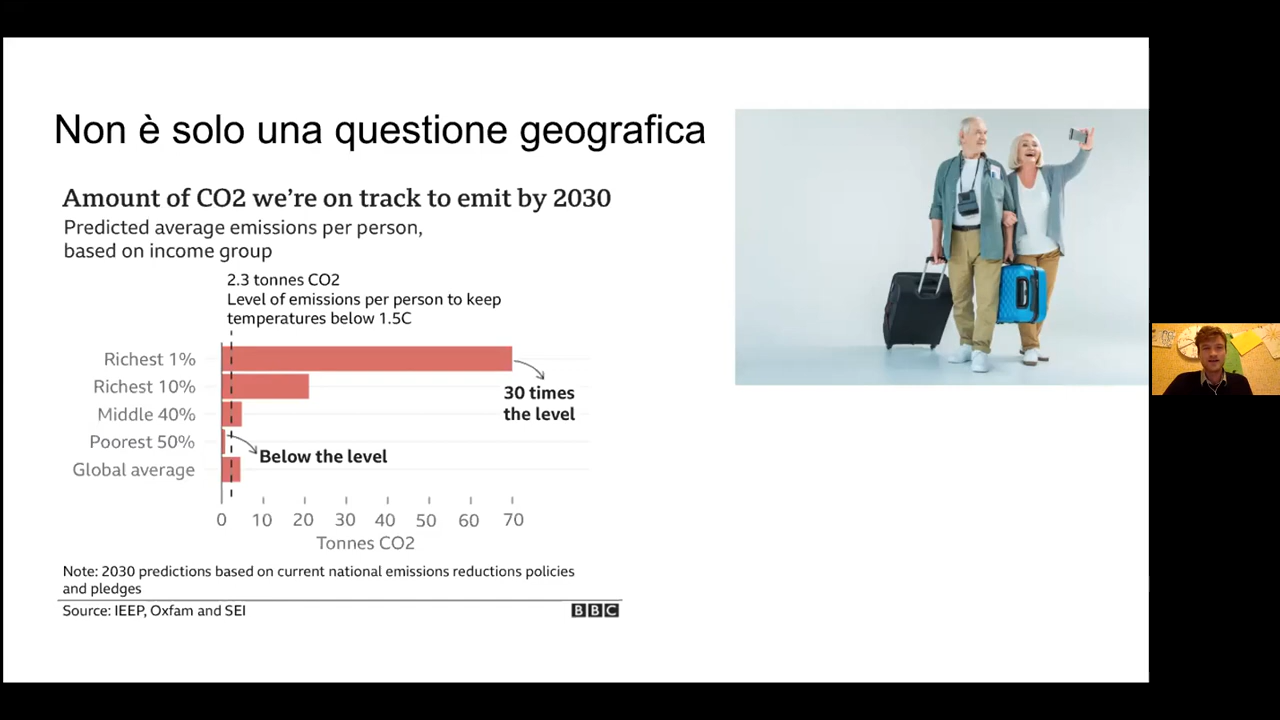 Non è solo una questione geografica
Amount of CO2 we're on track to emit by 2030
Predicted average emissions per person,
based on income group
2.3 tonnes CO2
Level of emissions per person to keep
temperatures below 1.5C
Richest 1%
Richest 10%
30 times
the level
Middle 40%
Poorest 50%
Below the level
Global average
0 10 20 30 40 50 60 70
Tonnes CO2
Note: 2030 predictions based on current national emissions reductions policies
and pledges
Source: IEEP, Oxfam and SEI
BBC